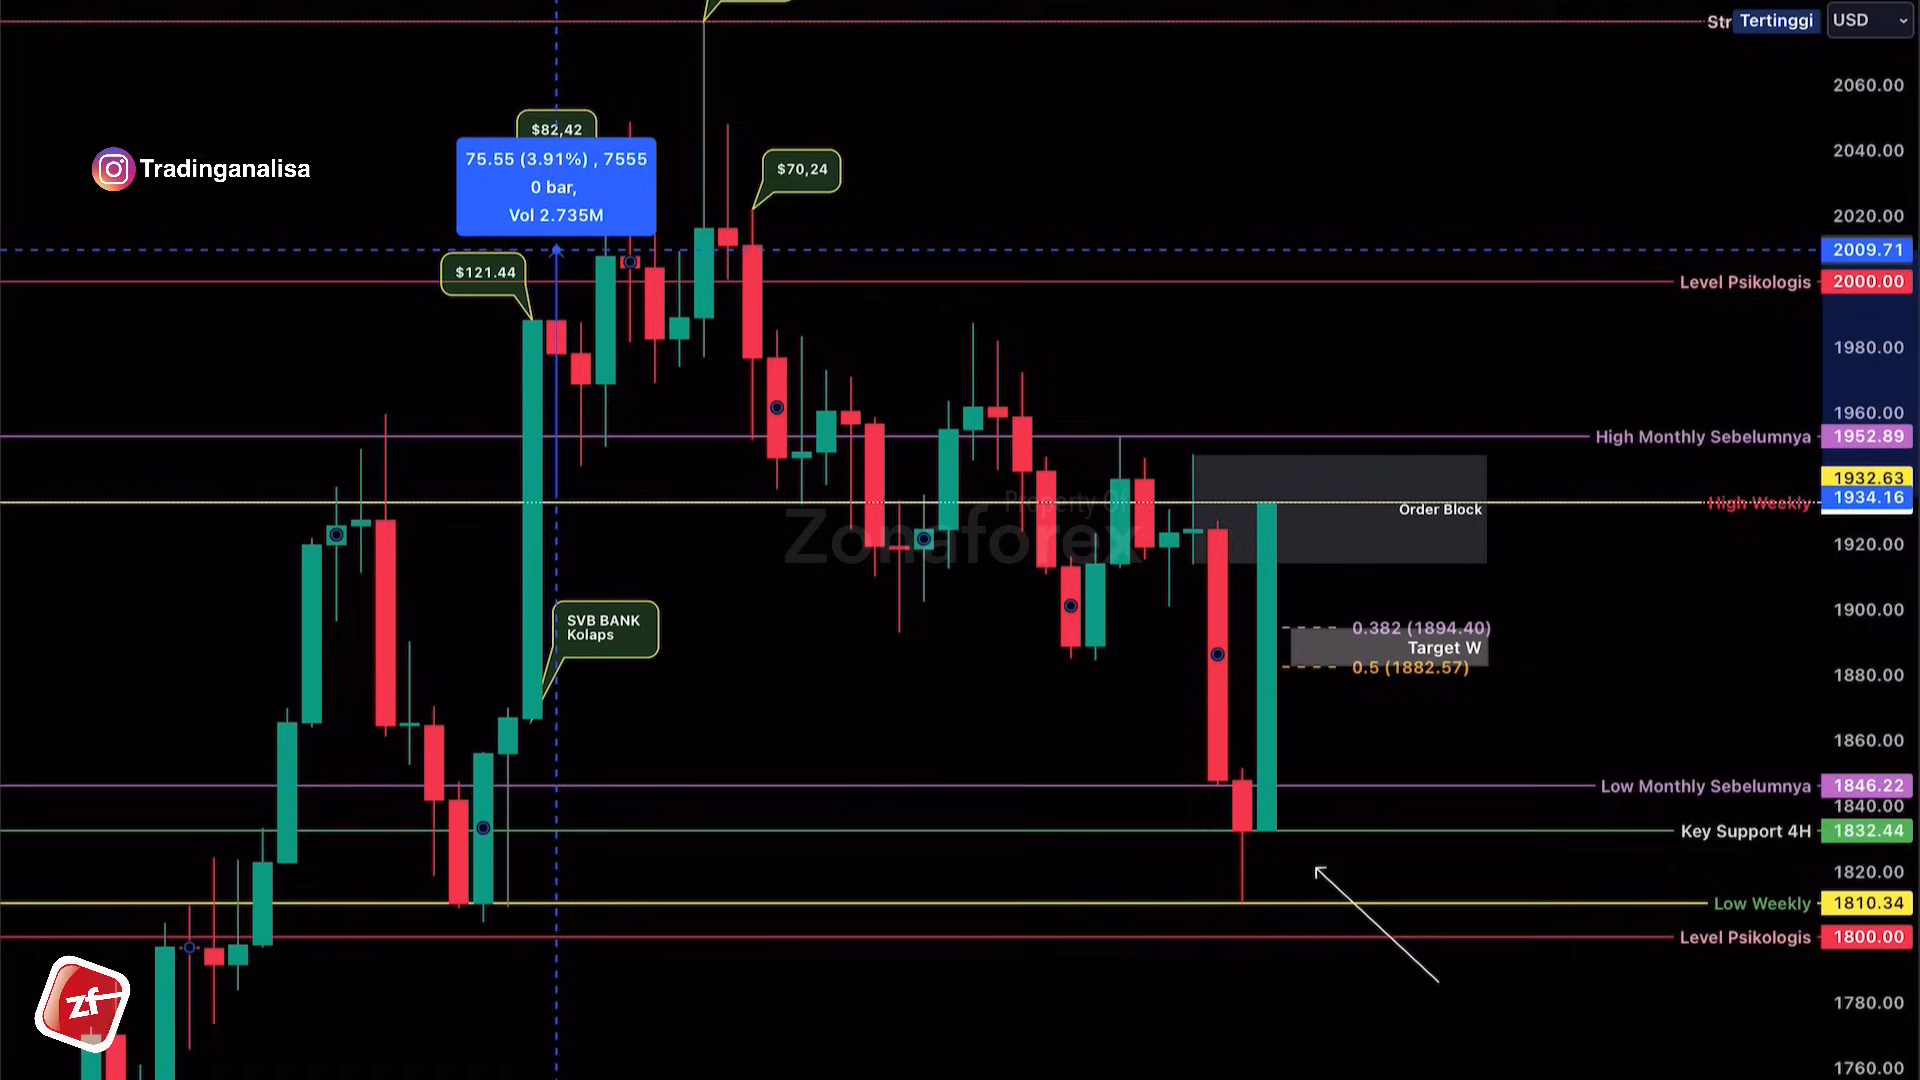 Str
Tertinggi
USD
2060.00
$82,42
2040.00
75.55 (3.91%) , 7555
0 bar,
Vol 2.735M
Tradinganalisa
$70,24
2020.00
2009.71
$121.44
Level Psikologis
2000.00
1980.00
1960.00
High Monthly Sebelumnya
1952.89
1932.63
1934.16
High Weekly
Property Of
Zonaforex
Order Block
1920.00
1900.00
SVB BANK
Kolaps
0.382 (1894.40)
Target W
0.5 (1882.57)
1880.00
1860.00
Low Monthly Sebelumnya
1846.22
1840.00
Key Support 4H
1832.44
1820.00
Low Weekly
1810.34
Level Psikologis
1800.00
zf
1780.00
1760.00